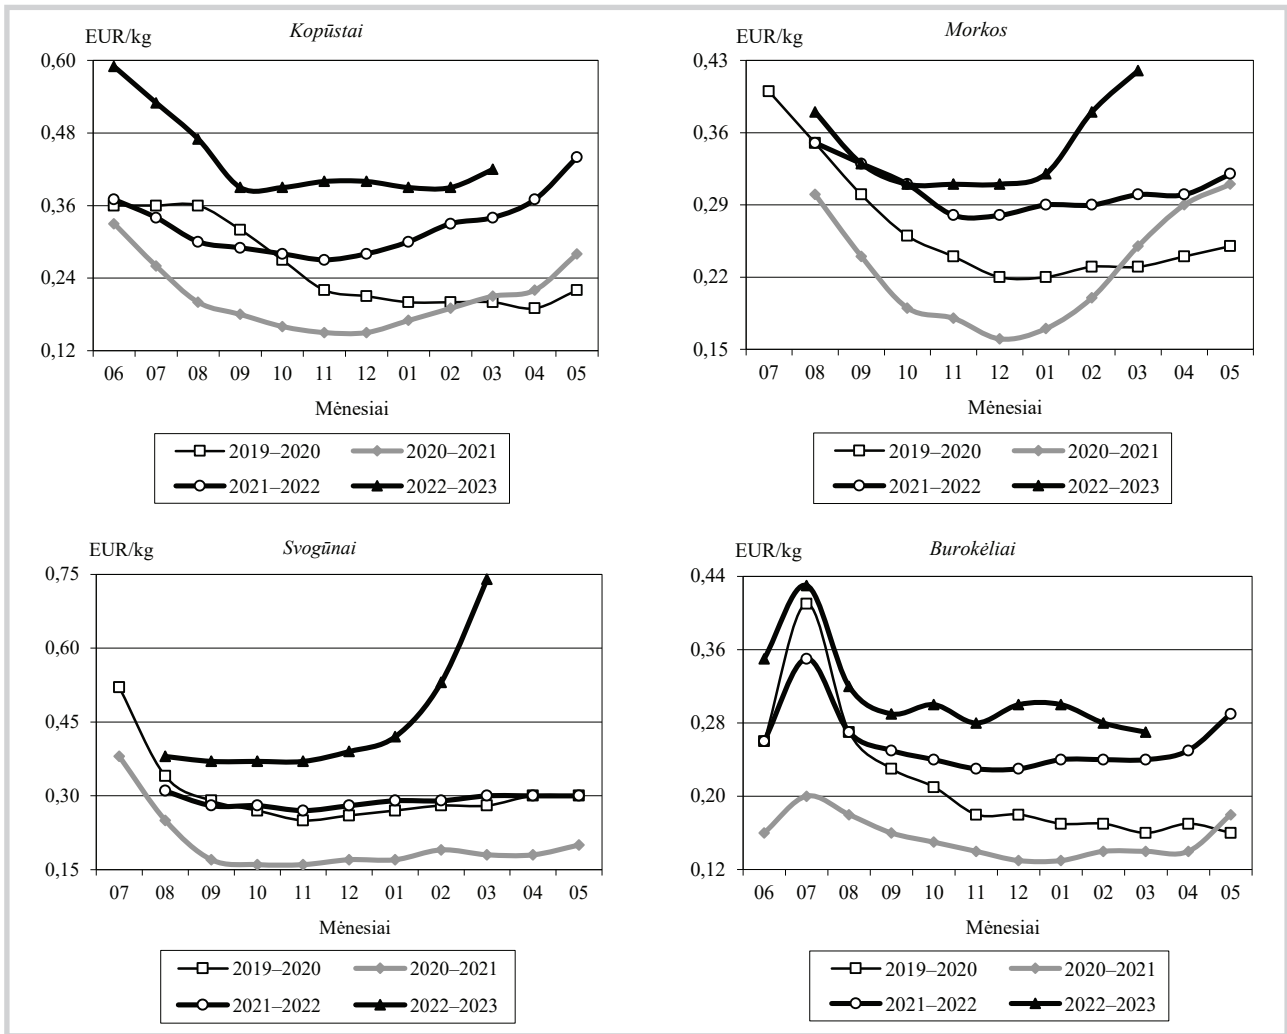 Kopūstai
EUR/kg
0,60
0,48
0,36
0,24
0,12
06 07 08 09 10 11 12 01 02 03 04 05
Mėnesiai
2019–2020 2020–2021
2021–2022 2022–2023
Morkos
EUR/kg
0,43
0,36
0,29
0,22
0,15
07 08 09 10 11 12 01 02 03 04 05
Mėnesiai
2019–2020 2020–2021
2021–2022 2022–2023
Svogūnai
EUR/kg
0,75
0,60
0,45
0,30
0,15
07 08 09 10 11 12 01 02 03 04 05
Mėnesiai
2019–2020 2020–2021
2021–2022 2022–2023
Burokėliai
EUR/kg
0,44
0,36
0,28
0,20
0,12
06 07 08 09 10 11 12 01 02 03 04 05
Mėnesiai
2019–2020 2020–2021
2021–2022 2022–2023